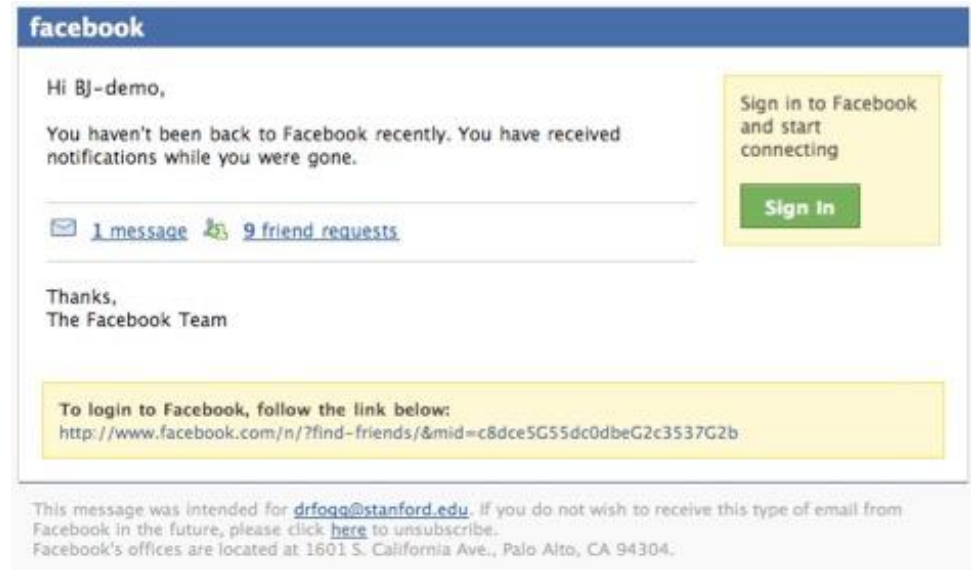 facebook
Hi BJ-demo,
You haven't been back to Facebook recently. You have received
notifications while you were gone.
1 message 9 friend requests
Thanks,
The Facebook Team
Sign in to Facebook
and start
connecting
Sign In
To login to Facebook, follow the link below:
http://www.facebook.com/n/?find-friends/&mid=c8dce5G55dc0dbeG2c3537G2b
This message was intended for drfogg@stanford.edu. If you do not wish to receive this type of email from
Facebook in the future, please click here to unsubscribe.
Facebook's offices are located at 1601 S. California Ave., Palo Alto, CA 94304.